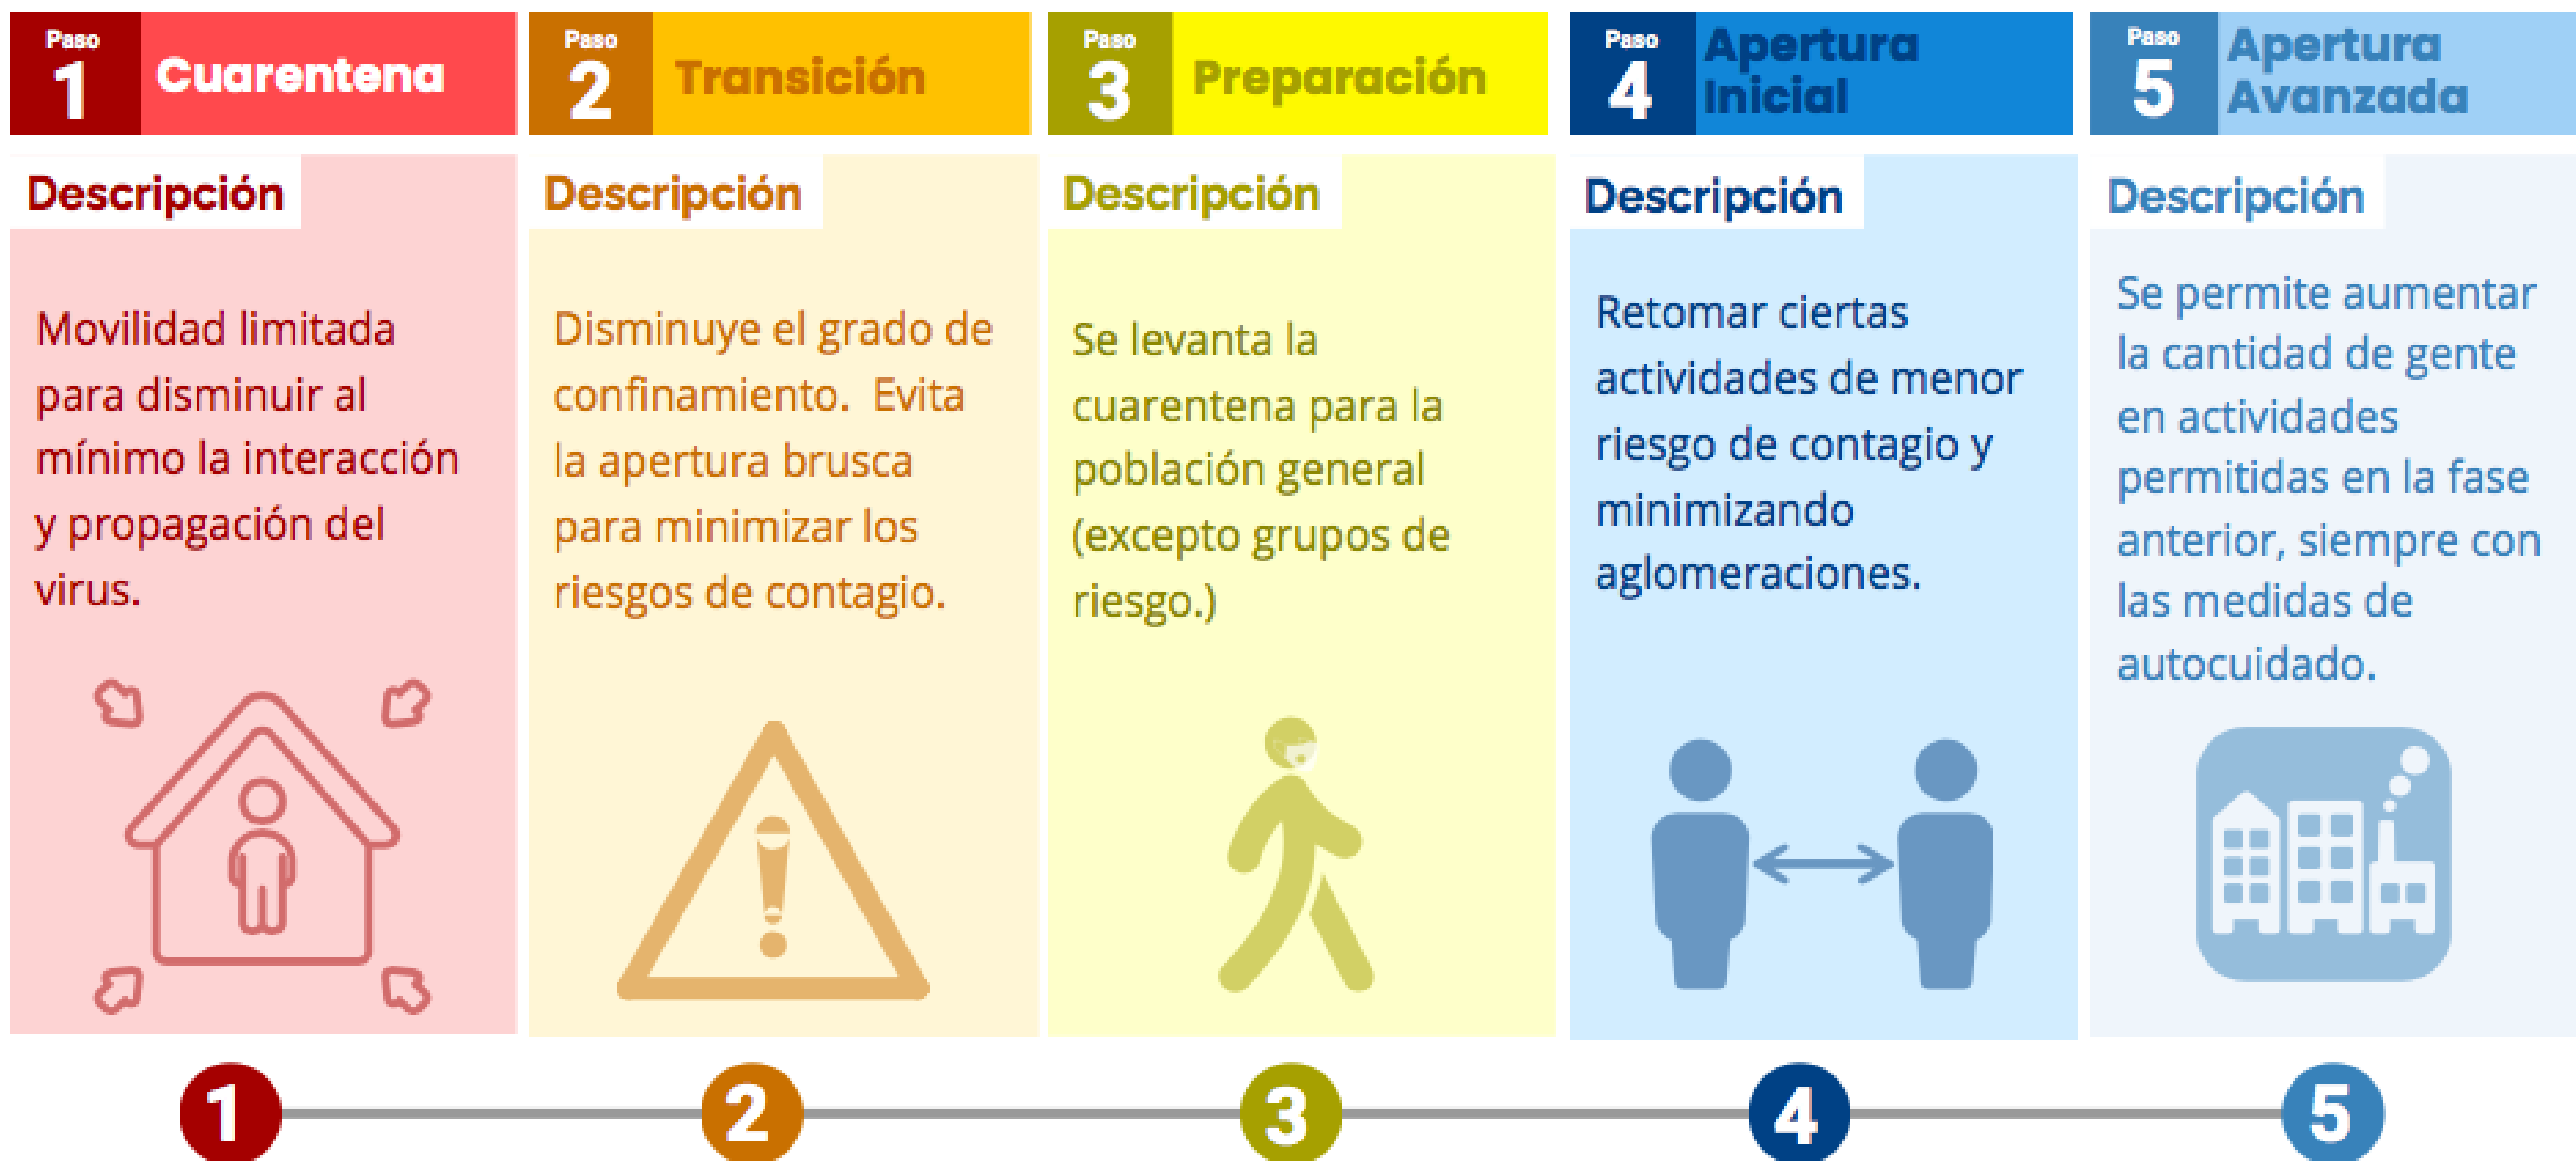 Paso
1
Cuarentena
Descripción
Movilidad limitada
para disminuir al
mínimo la interacción
y propagación del
virus.
Paso
2
Transición
Descripción
Disminuye el grado de
confinamiento.  Evita
la apertura brusca
para minimizar los
riesgos de contagio.
Paso
3
Preparación
Descripción
Se levanta la
cuarentena para la
población general
(excepto grupos de
riesgo.)
Paso
4
Apertura
Inicial
Descripción
Retomar ciertas
actividades de menor
riesgo de contagio y
minimizando
aglomeraciones.
Paso
5
Apertura
Avanzada
Descripción
Se permite aumentar
la cantidad de gente
en actividades
permitidas en la fase
anterior, siempre con
las medidas de
autocuidado.
1
2
3
4
5